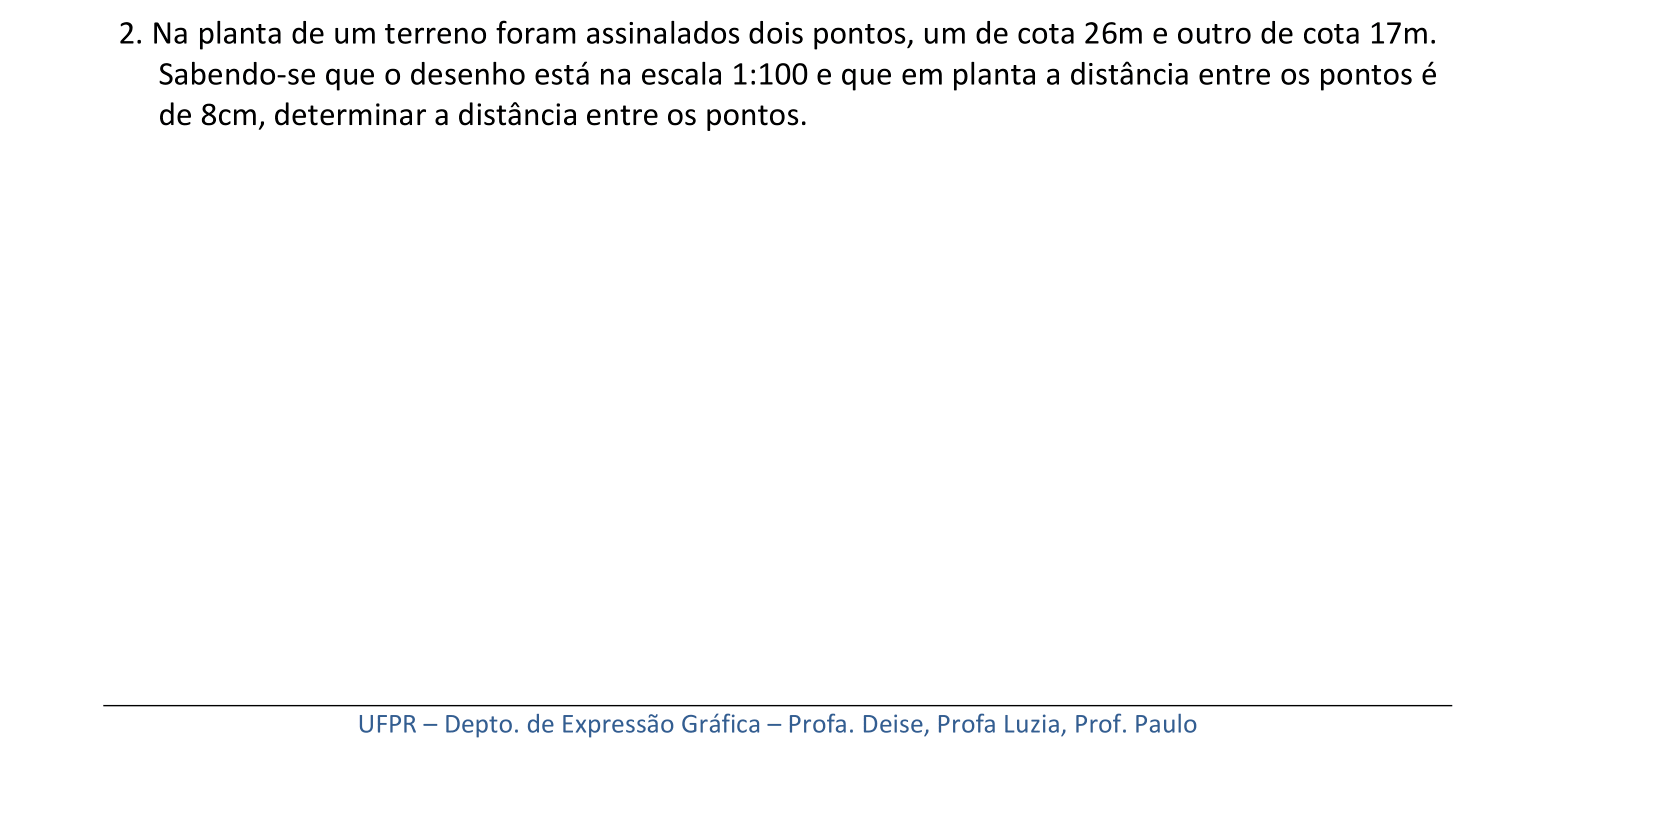 2. Na planta de um terreno foram assinalados dois pontos, um de cota 26m e outro de cota 17m.
Sabendo-se que o desenho está na escala 1:100 e que em planta a distância entre os pontos é
de 8cm, determinar a distância entre os pontos.
UFPR – Depto. de Expressão Gráfica – Profa. Deise, Profa Luzia, Prof. Paulo